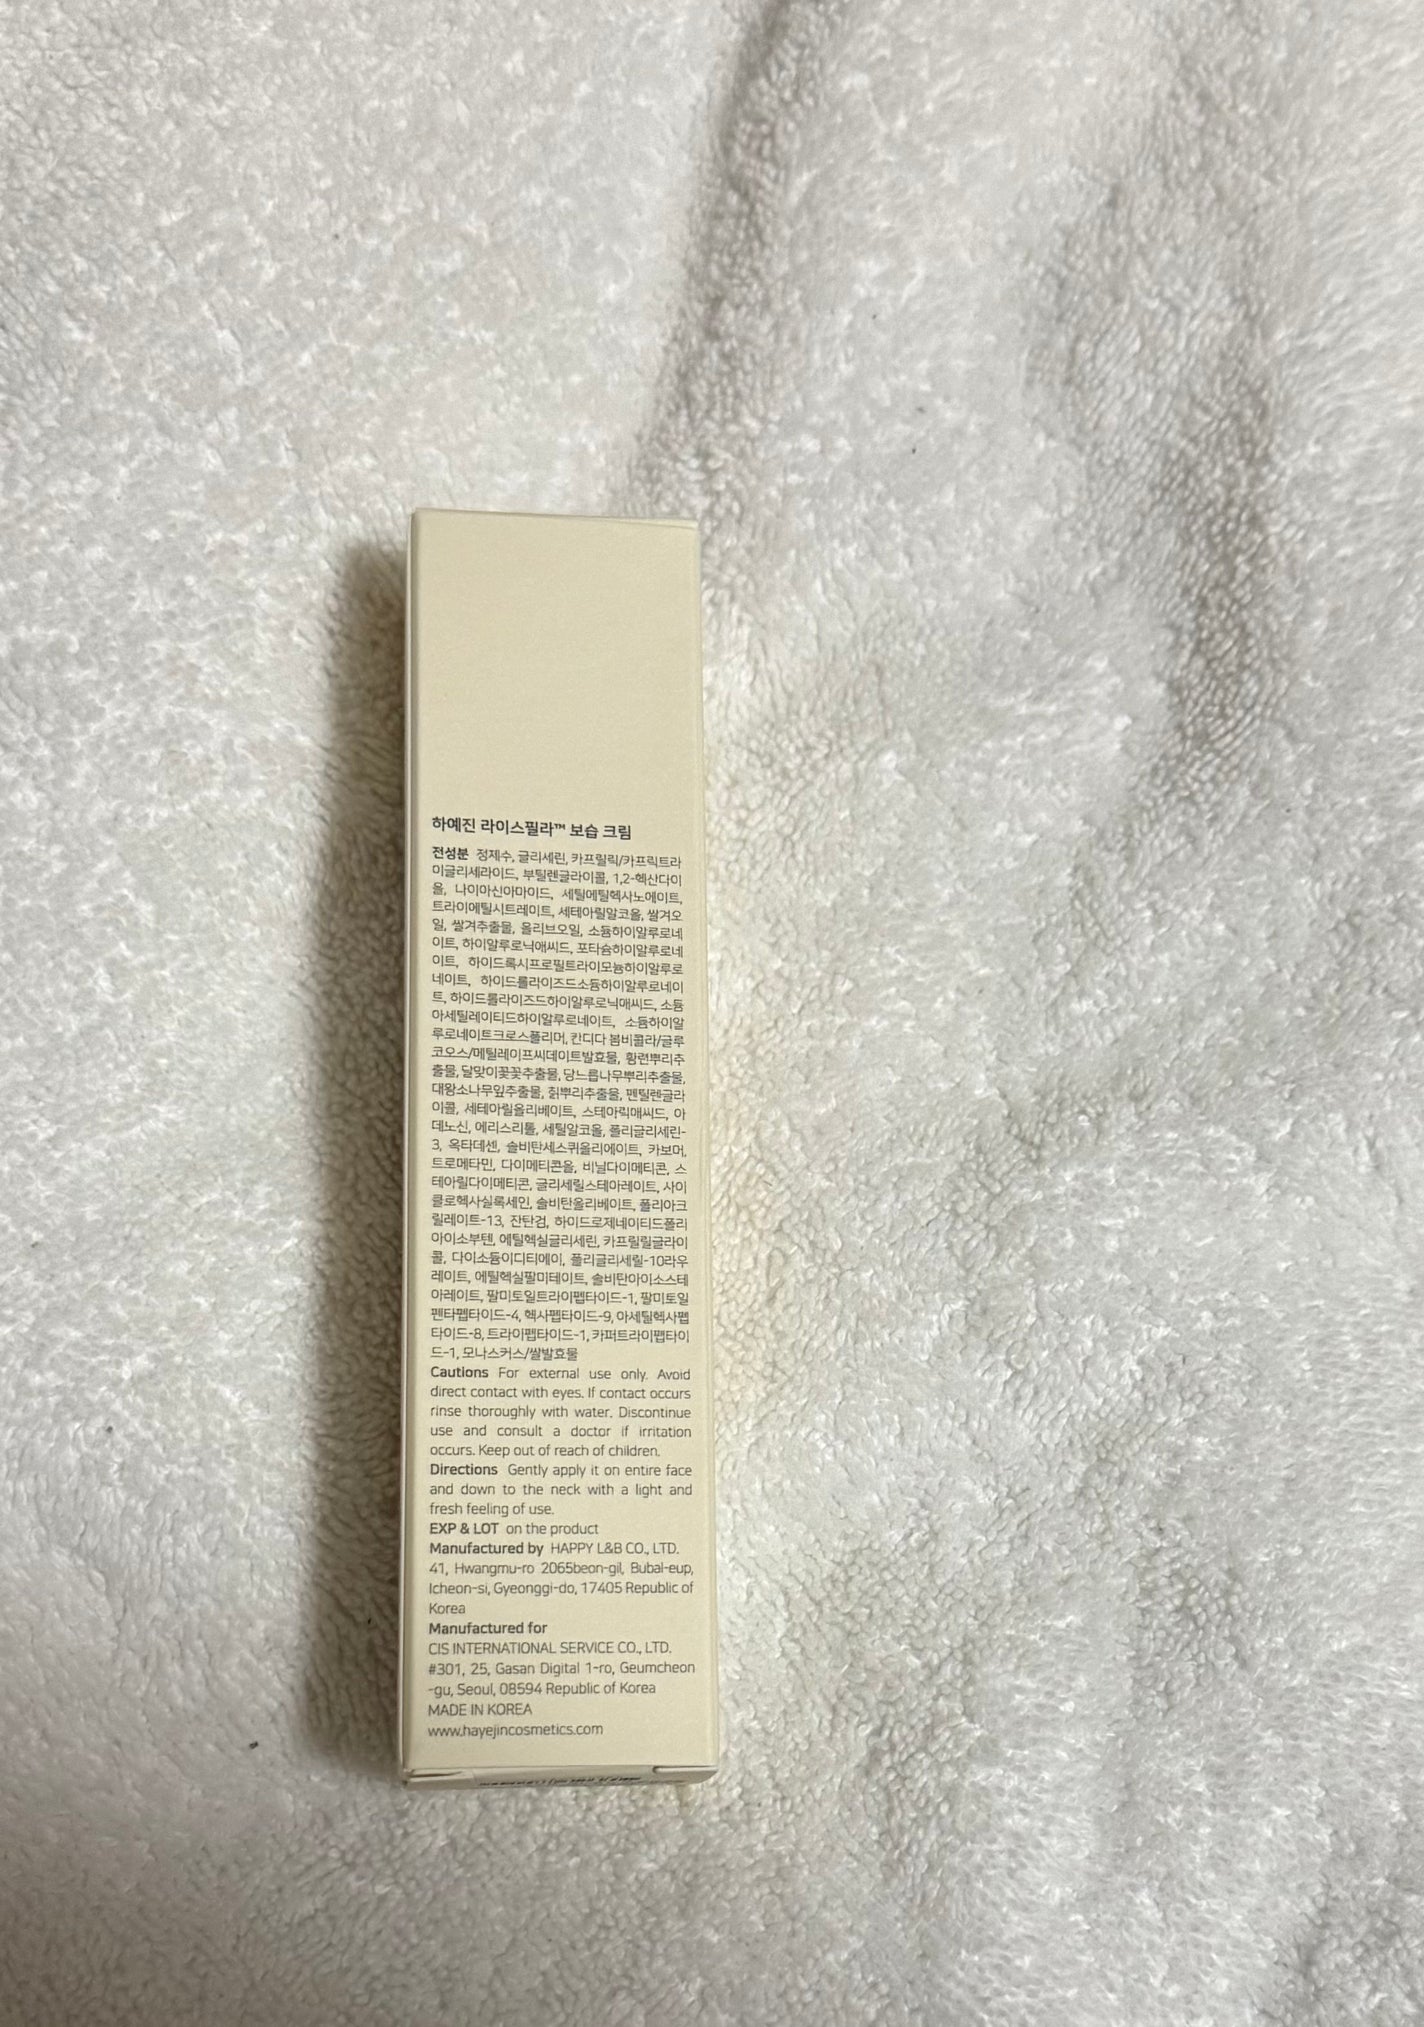 하예진 라이스필라™ 보습 크림
전성분 정제수, 글리세린, 카프릴릭/카프릭트라
미글리세라이드, 부틸렌글라이콜, 1,2-헥산다이
올, 나이아신아마이드, 세틸에틸헥사노에이트,
트라이에틸시트레이트, 세테아릴알코올, 쌀겨오
일, 쌀겨추출물, 올리브오일, 소듐하이알루로네
이트, 하이알루로닉애씨드, 포타슘하이알루로네
이트, 하이드록시프로필트라이모늄하이알루로
네이트, 하이드롤라이즈드소듐하이알루로네이
트, 하이드롤라이즈드하이알루로닉애씨드, 소듐
아세틸레이티드하이알루로네이트, 소듐하이알
루로네이트크로스폴리머, 칸디다 봄비콜라/글루
코오스/메틸레이프씨데이트발효물, 황련뿌리추
출물, 달맞이꽃꽃추출물, 당느릅나무뿌리추출물,
대왕소나무잎추출물, 칡뿌리추출물, 펜틸렌글라
이콜, 세테아릴올리베이트, 스테아릭애씨드, 아
데노신, 에리스리톨, 세틸알코올, 폴리글리세린-
3, 옥타데센, 솔비탄세스퀴올리에이트, 카보머,
트로메타민, 다이메티콘올, 비닐다이메티콘, 스
테아릴다이메티콘, 글리세릴스테아레이트, 사이
클로헥사실록세인, 솔비탄올리베이트, 폴리아크
릴레이트-13, 잔탄검, 하이드로제네이티드폴리
아이소부텐, 에틸헥실글리세린, 카프릴릴글라이
콜, 다이소듐이디티에이, 폴리글리세릴-10라우
레이트, 에틸헥실팔미테이트, 솔비탄아이소스테
아레이트, 팔미토일트라이펩타이드-1, 팔미토일
펜타펩타이드-4, 헥사펩타이드-9, 아세틸헥사펩
타이드-8, 트라이펩타이드-1, 카퍼트라이펩타이
드-1, 모나스커스/쌀발효물
Cautions For external use only. Avoid
direct contact with eyes. If contact occurs
rinse thoroughly with water. Discontinue
use and consult a doctor if irritation
occurs. Keep out of reach of children.
Directions Gently apply it on entire face
and down to the neck with a light and
fresh feeling of use.
EXP & LOT on the product
Manufactured by HAPPY L&B CO., LTD.
41, Hwangmu-ro 2065beon-gil, Bubal-eup,
Icheon-si, Gyeonggi-do, 17405 Republic of
Korea
Manufactured for
CIS INTERNATIONAL SERVICE CO., LTD.
#301, 25, Gasan Digital 1-ro, Geumcheon
-gu, Seoul, 08594 Republic of Korea
MADE IN KOREA
www.hayejincosmetics.com